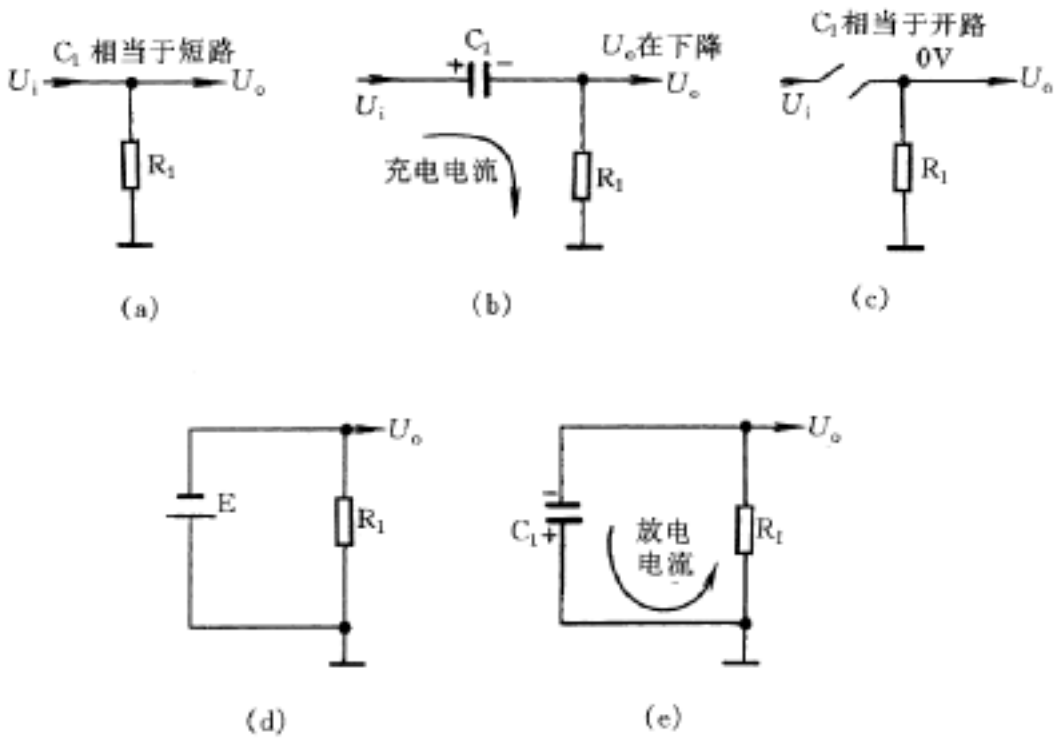 C₁ 相当于短路
Uᵢ
Uₒ
R₁
(a)
C₁
+
−
Uₒ在下降
Uᵢ
Uₒ
充电电流
R₁
(b)
C₁相当于开路
0V
Uᵢ
Uₒ
R₁
(c)
Uₒ
E
R₁
(d)
Uₒ
−
C₁
+
放电
电流
R₁
(e)